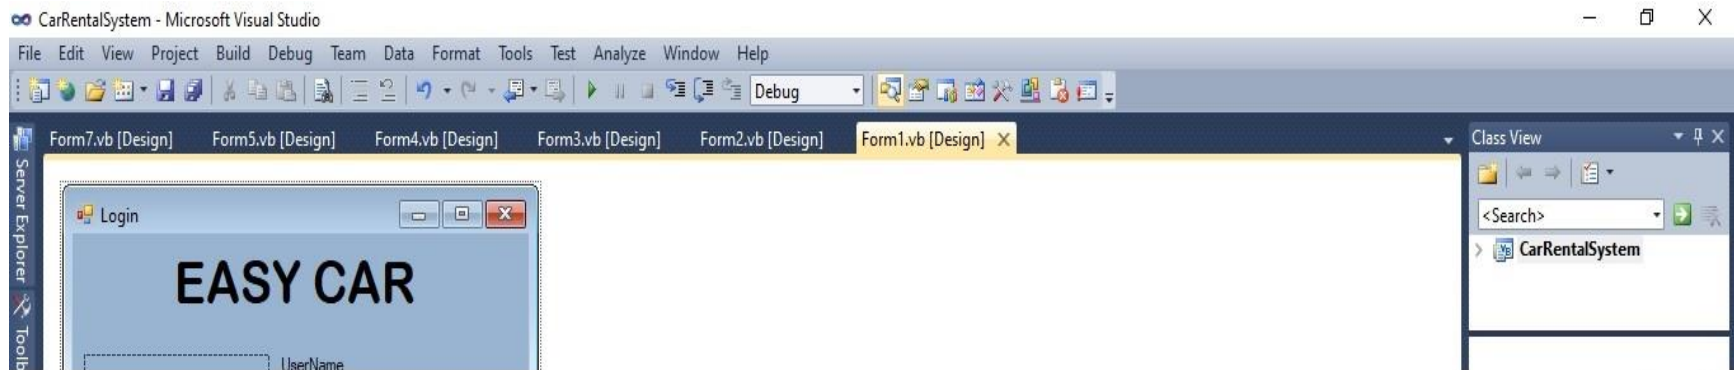 CarRentalSystem - Microsoft Visual Studio
File Edit View Project Build Debug Team Data Format Tools Test Analyze Window Help
Debug
Form7.vb [Design] Form5.vb [Design] Form4.vb [Design] Form3.vb [Design] Form2.vb [Design] Form1.vb [Design]
Class View
Server Explorer
Login
<Search>
CarRentalSystem
EASY CAR
UserName